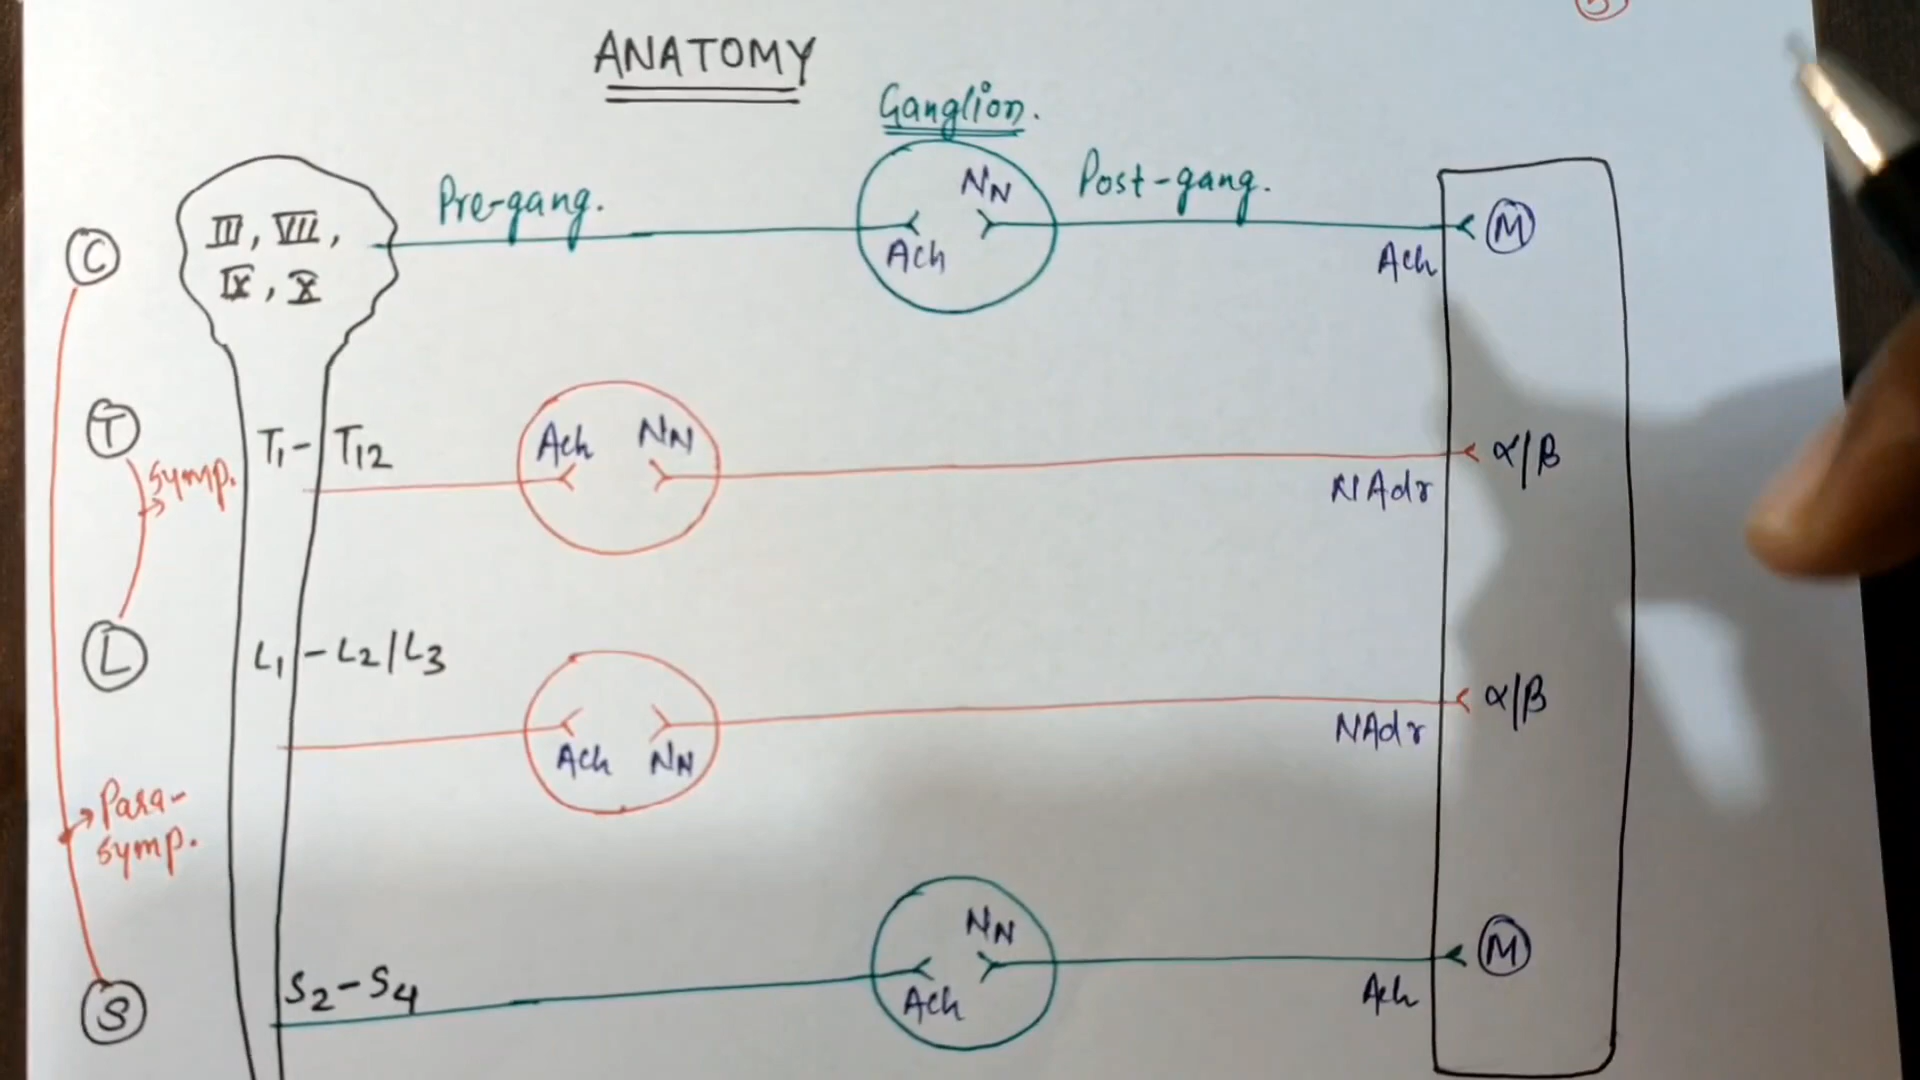 ANATOMY
Ganglion.
Pre-gang.
NN
Post-gang.
III, VII,
IX, X
C
Ach
Ach
M
T
T1- T12
Ach
NN
α/β
Symp.
NAdr
L
L1 - L2/L3
α/β
Ach
NN
NAdr
Para-
symp.
NN
M
S
S2-S4
Ach
Ach